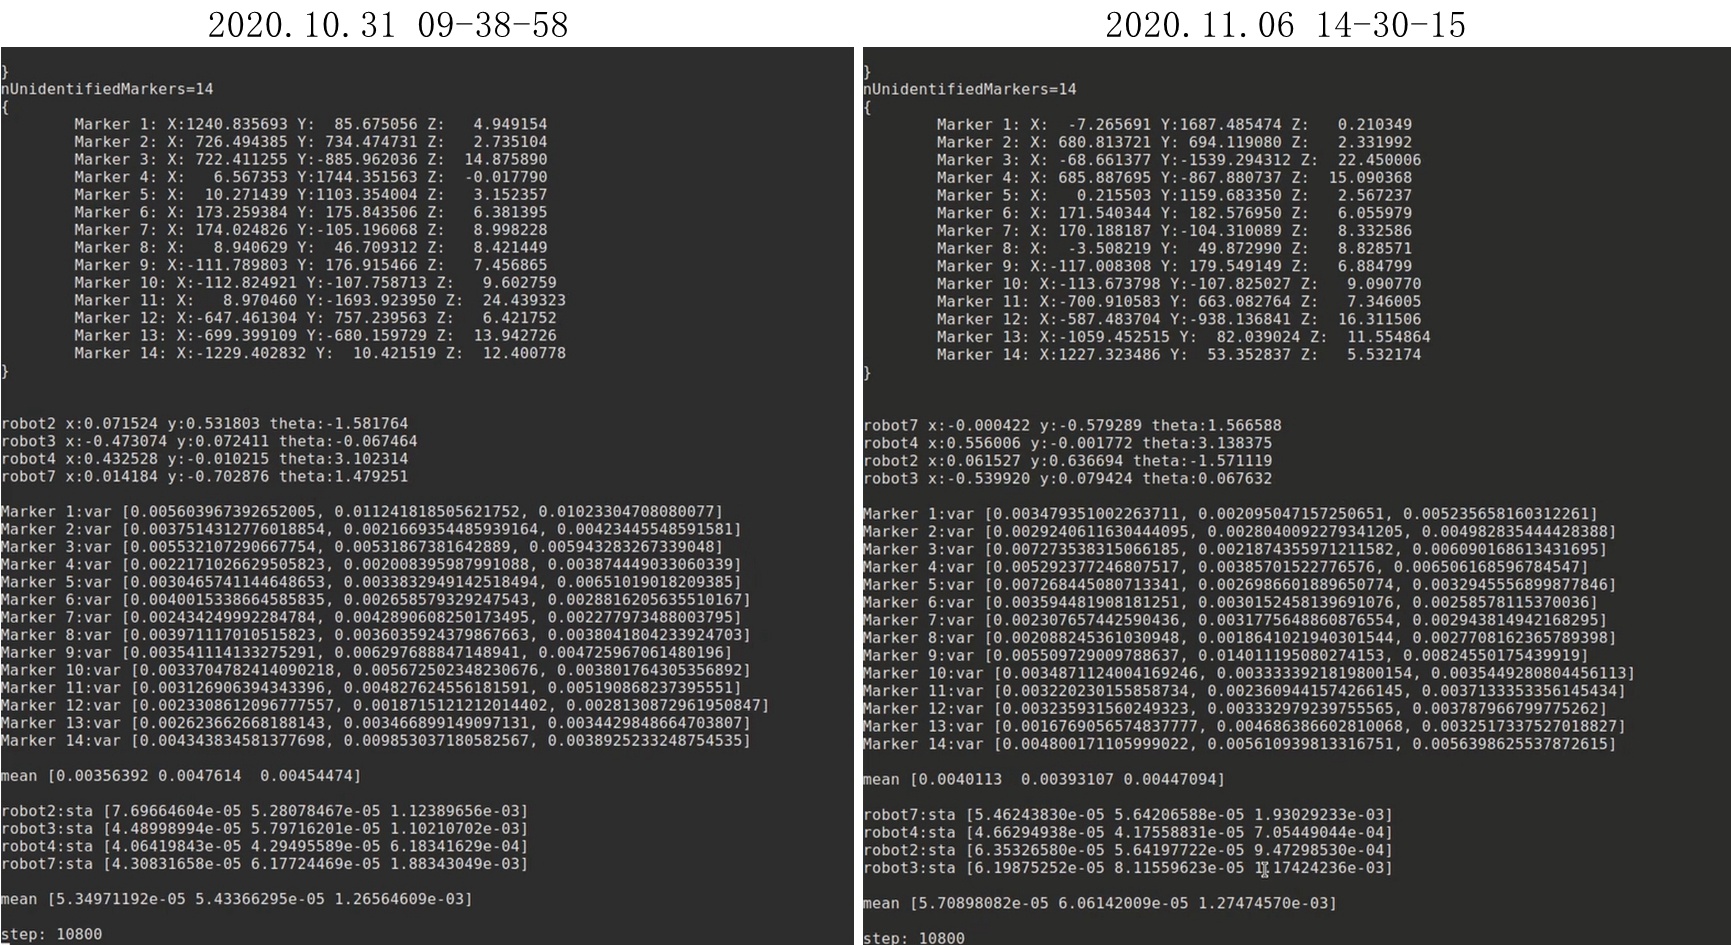 2020.10.31 09-38-58
}
nUnidentifiedMarkers=14
{
Marker 1: X:1240.835693 Y: 85.675056 Z: 4.949154
Marker 2: X: 726.494385 Y: 734.474731 Z: 2.735104
Marker 3: X: 722.411255 Y:-885.962036 Z: 14.875890
Marker 4: X: 6.567353 Y:1744.351563 Z: -0.017790
Marker 5: X: 10.271439 Y:1103.354004 Z: 3.152357
Marker 6: X: 173.259384 Y: 175.843506 Z: 6.381395
Marker 7: X: 174.024826 Y:-105.196068 Z: 8.998228
Marker 8: X: 8.940629 Y: 46.709312 Z: 8.421449
Marker 9: X:-111.789803 Y: 176.915466 Z: 7.456865
Marker 10: X:-112.824921 Y:-107.758713 Z: 9.602759
Marker 11: X: 8.970460 Y:-1693.923950 Z: 24.439323
Marker 12: X:-647.461304 Y: 757.239563 Z: 6.421752
Marker 13: X:-699.399109 Y:-680.159729 Z: 13.942726
Marker 14: X:-1229.402832 Y: 10.421519 Z: 12.400778
}
robot2 x:0.071524 y:0.531803 theta:-1.581764
robot3 x:-0.473074 y:0.072411 theta:-0.067464
robot4 x:0.432528 y:-0.010215 theta:3.102314
robot7 x:0.014184 y:-0.702876 theta:1.479251
Marker 1:var [0.005603967392652005, 0.011241818505621752, 0.01023304708080077]
Marker 2:var [0.0037514312776018854, 0.002166935448593​9164, 0.00423445548591581]
Marker 3:var [0.005532107290667754, 0.00531867381642889, 0.005943283267339048]
Marker 4:var [0.0022171026629505823, 0.002008395987991088, 0.003874449033060339]
Marker 5:var [0.0030465741144648653, 0.0033832949142518494, 0.006510190182​09385]
Marker 6:var [0.0040015338664585835, 0.002658579329247543, 0.0028816205635510167]
Marker 7:var [0.002434249992284784, 0.0042890608250173495, 0.002277973488003795]
Marker 8:var [0.003971117010515823, 0.0036035924379867663, 0.0038041804233924703]
Marker 9:var [0.003541114133275291, 0.006297688847148941, 0.004725967061480196]
Marker 10:var [0.0033704782414090218, 0.005672502348230676, 0.003801764305356892]
Marker 11:var [0.003126906394343396, 0.004827624556181591, 0.005190868237395551]
Marker 12:var [0.0023308612096777557, 0.0018715121212014402, 0.0028130872961950847]
Marker 13:var [0.002623662668188143, 0.003466899149097131, 0.00344298486647038​07]
Marker 14:var [0.004343834581377698, 0.009853037180582567, 0.0038925233248754535]
mean [0.00356392 0.0047614 0.00454474]
robot2:sta [7.69664604e-05 5.28078467e-05 1.12389656e-03]
robot3:sta [4.48998994e-05 5.79716201e-05 1.10210702e-03]
robot4:sta [4.06419843e-05 4.29495589e-05 6.18341629e-04]
robot7:sta [4.30831658e-05 6.17724469e-05 1.88343049e-03]
mean [5.34971192e-05 5.43366295e-05 1.26564609e-03]
step: 10800
2020.11.06 14-30-15
}
nUnidentifiedMarkers=14
{
Marker 1: X: -7.265691 Y:1687.485474 Z: 0.210349
Marker 2: X: 680.813721 Y: 694.119080 Z: 2.331992
Marker 3: X: -68.661377 Y:-1539.294312 Z: 22.450006
Marker 4: X: 685.887695 Y:-867.880737 Z: 15.090368
Marker 5: X: 0.215503 Y:1159.683350 Z: 2.567237
Marker 6: X: 171.540344 Y: 182.576950 Z: 6.055979
Marker 7: X: 170.188187 Y:-104.310089 Z: 8.332586
Marker 8: X: -3.508219 Y: 49.872990 Z: 8.828571
Marker 9: X:-117.008308 Y: 179.549149 Z: 6.884799
Marker 10: X:-113.673798 Y:-107.825027 Z: 9.090770
Marker 11: X:-700.910583 Y: 663.082764 Z: 7.346005
Marker 12: X:-587.483704 Y:-938.136841 Z: 16.311506
Marker 13: X:-1059.452515 Y: 82.039024 Z: 11.554864
Marker 14: X:1227.323486 Y: 53.352837 Z: 5.532174
}
robot7 x:-0.000422 y:-0.579289 theta:1.566588
robot4 x:0.556006 y:-0.001772 theta:3.138375
robot2 x:0.061527 y:0.636694 theta:-1.571119
robot3 x:-0.539920 y:0.079424 theta:0.067632
Marker 1:var [0.003479351002263711, 0.002095047157250651, 0.005235658160312261]
Marker 2:var [0.0029240611630444095, 0.0028040092279341205, 0.004982835444428388]
Marker 3:var [0.007273538315066185, 0.0021874355971211582, 0.006090168613431695]
Marker 4:var [0.005292377246807517, 0.00385701522776576, 0.006506168596784547]
Marker 5:var [0.007268445080713341, 0.0026986601889650774, 0.0032945556899877846]
Marker 6:var [0.003594481908181251, 0.0030152458139691076, 0.00258578115370036]
Marker 7:var [0.002307657442590436, 0.0031775648860876554, 0.002943814942168295]
Marker 8:var [0.002088245361030948, 0.0018641021940301544, 0.0027708162365789398]
Marker 9:var [0.005509729009788637, 0.014011195080274153, 0.00824550175439919]
Marker 10:var [0.0034871124004169246, 0.0033333921819800154, 0.0035449280804456113]
Marker 11:var [0.003220230155858734, 0.0023609441574266145, 0.0037133353356145434]
Marker 12:var [0.003235931560249323, 0.003332979239755565, 0.003787966799775262]
Marker 13:var [0.0016769056574837777, 0.004686386602810068, 0.0032517337527018827]
Marker 14:var [0.004800171105999022, 0.005610939813316751, 0.0056398625537872615]
mean [0.0040113 0.00393107 0.00447094]
robot7:sta [5.46243830e-05 5.64206588e-05 1.93029233e-03]
robot4:sta [4.66294938e-05 4.17558831e-05 7.05449044e-04]
robot2:sta [6.35326580e-05 5.64197722e-05 9.47298530e-04]
robot3:sta [6.19875252e-05 8.11559623e-05 1.17424236e-03]
mean [5.70898082e-05 6.06142009e-05 1.27474570e-03]
step: 10800